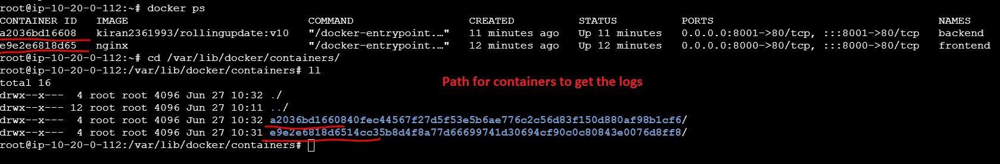 root@ip-10-20-0-112:~# docker ps
CONTAINER ID IMAGE COMMAND CREATED STATUS PORTS NAMES
a2036bd16608 kiran2361993/rollingupdate:v10 "/docker-entrypoint.…" 11 minutes ago Up 11 minutes 0.0.0.0:8001->80/tcp, :::8001->80/tcp backend
e9e2e6818d65 nginx "/docker-entrypoint.…" 12 minutes ago Up 12 minutes 0.0.0.0:8000->80/tcp, :::8000->80/tcp frontend
root@ip-10-20-0-112:~# cd /var/lib/docker/containers/
root@ip-10-20-0-112:/var/lib/docker/containers# ll
total 16
Path for containers to get the logs
drwx--x--- 4 root root 4096 Jun 27 10:32 ./
drwx--x--- 12 root root 4096 Jun 27 10:11 ../
drwx--x--- 4 root root 4096 Jun 27 10:32 a2036bd1660840fec44567f27d5f53e5b6ae776c2c56d83f150d880af98b1cf6/
drwx--x--- 4 root root 4096 Jun 27 10:31 e9e2e6818d6514cc35b8d4f8a77d66699741d30694cf90c0c80843e0076d8ff8/
root@ip-10-20-0-112:/var/lib/docker/containers#